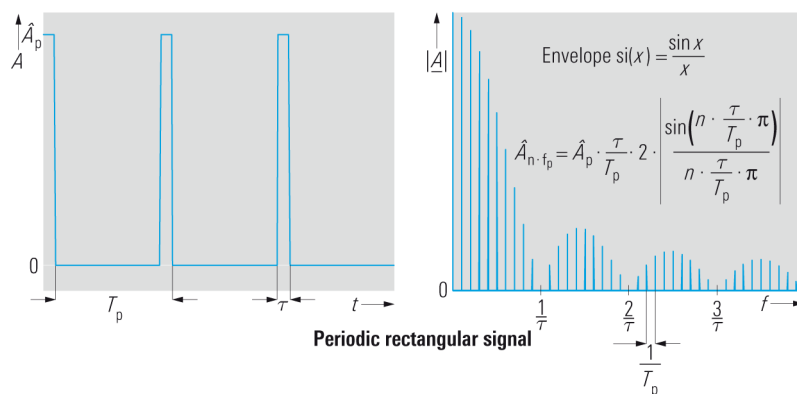 Â_p
A
0
T_p
τ
t
|A|
Envelope si(x) = sin x / x
Â_n·f_p = Â_p · τ/T_p · 2 · | sin(n · τ/T_p · π) / (n · τ/T_p · π) |
0
1/τ
2/τ
3/τ
f
1/T_p
Periodic rectangular signal